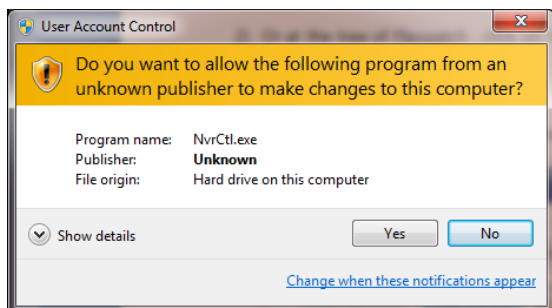 User Account Control
Do you want to allow the following program from an
unknown publisher to make changes to this computer?
Program name: NvrCtl.exe
Publisher: Unknown
File origin: Hard drive on this computer
Show details
Yes No
Change when these notifications appear